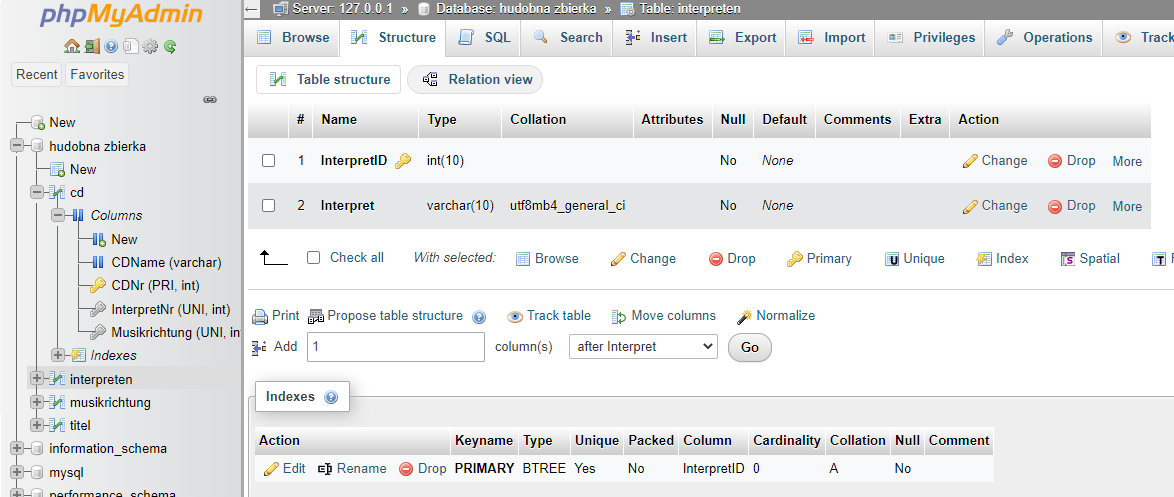 phpMyAdmin
Recent Favorites
New
hudobna zbierka
New
cd
Columns
New
CDName (varchar)
CDNr (PRI, int)
InterpretNr (UNI, int)
Musikrichtung (UNI, in
Indexes
interpreten
musikrichtung
titel
information_schema
mysql
performance_schema
Server: 127.0.0.1 » Database: hudobna zbierka » Table: interpreten
Browse Structure SQL Search Insert Export Import Privileges Operations Track
Table structure Relation view
# Name Type Collation Attributes Null Default Comments Extra Action
1 InterpretID int(10) No None Change Drop More
2 Interpret varchar(10) utf8mb4_general_ci No None Change Drop More
Check all With selected: Browse Change Drop Primary Unique Index Spatial F
Print Propose table structure Track table Move columns Normalize
Add 1 column(s) after Interpret Go
Indexes
Action Keyname Type Unique Packed Column Cardinality Collation Null Comment
Edit Rename Drop PRIMARY BTREE Yes No InterpretID 0 A No